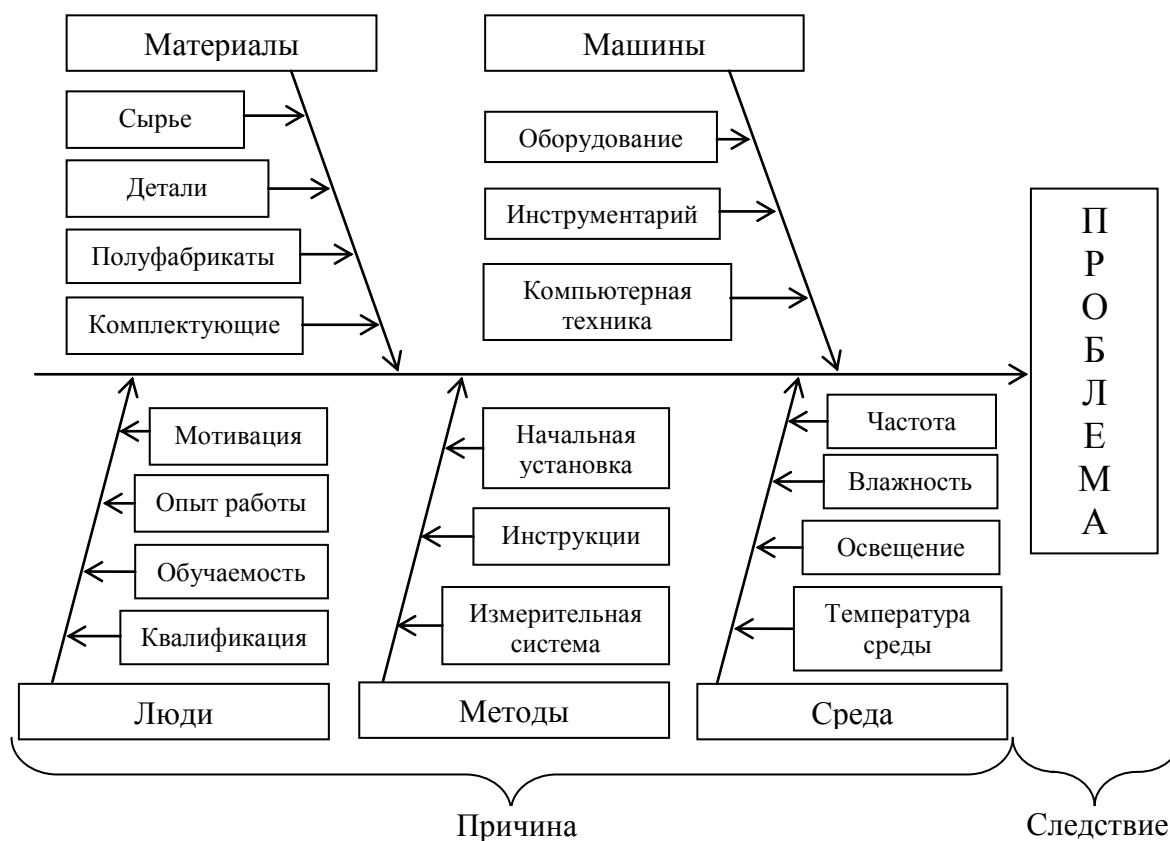 Материалы
Сырье
Детали
Полуфабрикаты
Комплектующие
Машины
Оборудование
Инструментарий
Компьютерная
техника
П
Р
О
Б
Л
Е
М
А
Мотивация
Опыт работы
Обучаемость
Квалификация
Люди
Начальная
установка
Инструкции
Измерительная
система
Методы
Частота
Влажность
Освещение
Температура
среды
Среда
Причина
Следствие